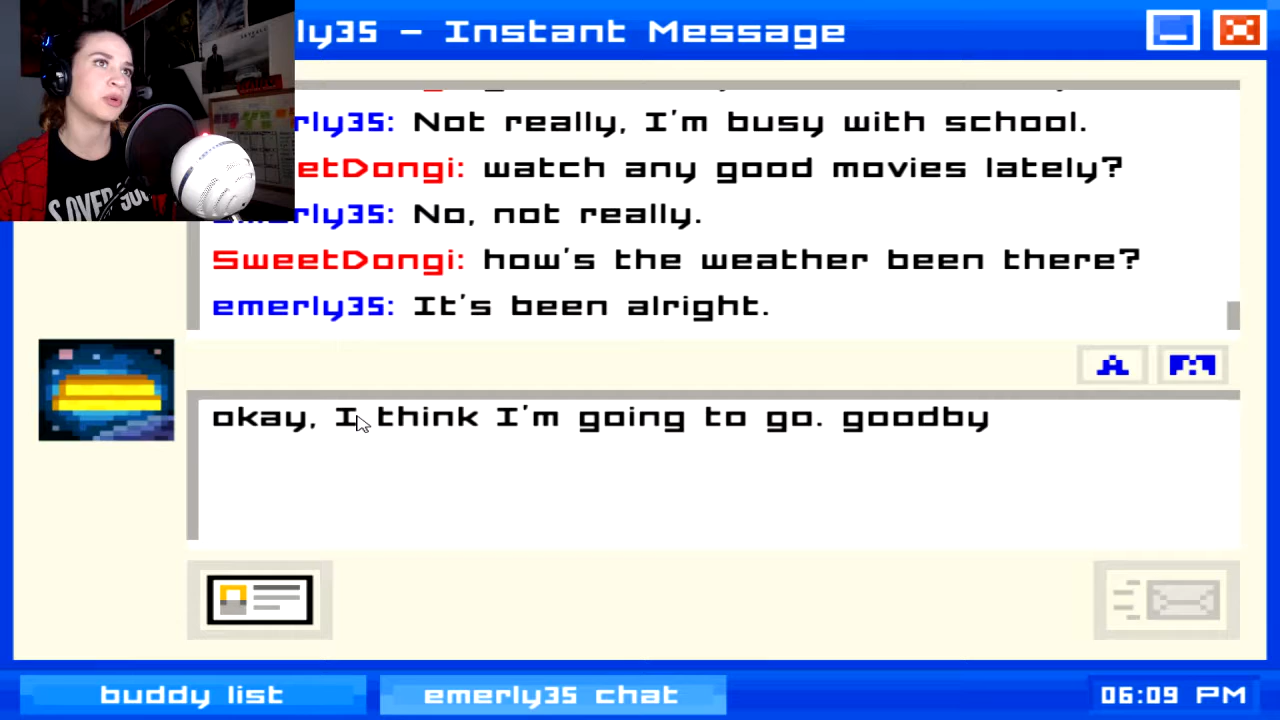 ly35 - Instant Message
rly35: Not really, I'm busy with school.
etDongi: watch any good movies lately?
emerly35: No, not really.
SweetDongi: how's the weather been there?
emerly35: It's been alright.
A
okay, I think I'm going to go. goodby
buddy list
emerly35 chat
06:09 PM